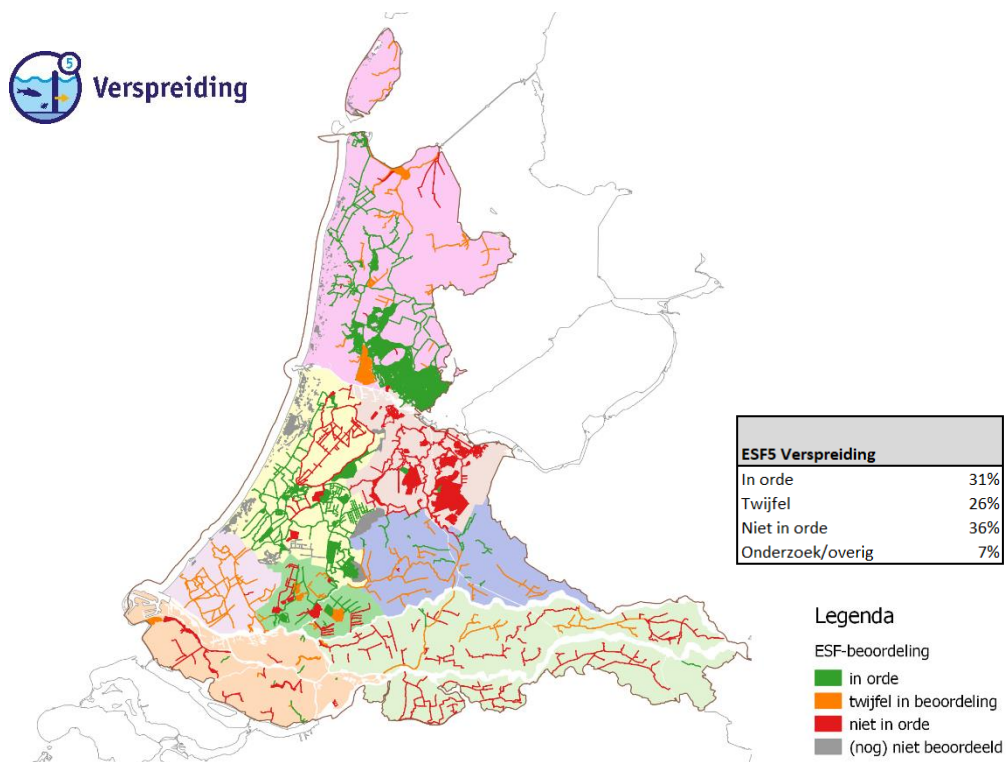 5
Verspreiding
ESF5 Verspreiding
In orde 31%
Twijfel 26%
Niet in orde 36%
Onderzoek/overig 7%
Legenda
ESF-beoordeling
in orde
twijfel in beoordeling
niet in orde
(nog) niet beoordeeld